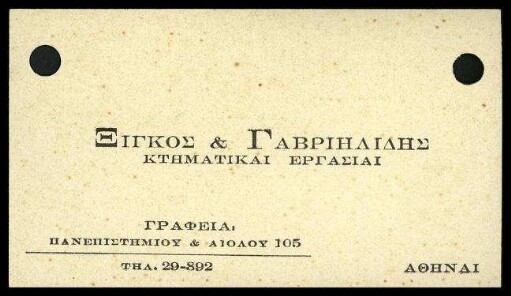 ΞΙΓΚΟΣ & ΓΑΒΡΙΗΛΙΔΗΣ
ΚΤΗΜΑΤΙΚΑΙ ΕΡΓΑΣΙΑΙ
ΓΡΑΦΕΙΑ:
ΠΑΝΕΠΙΣΤΗΜΙΟΥ & ΑΙΟΛΟΥ 105
ΤΗΛ. 29-892
ΑΘΗΝΑΙ